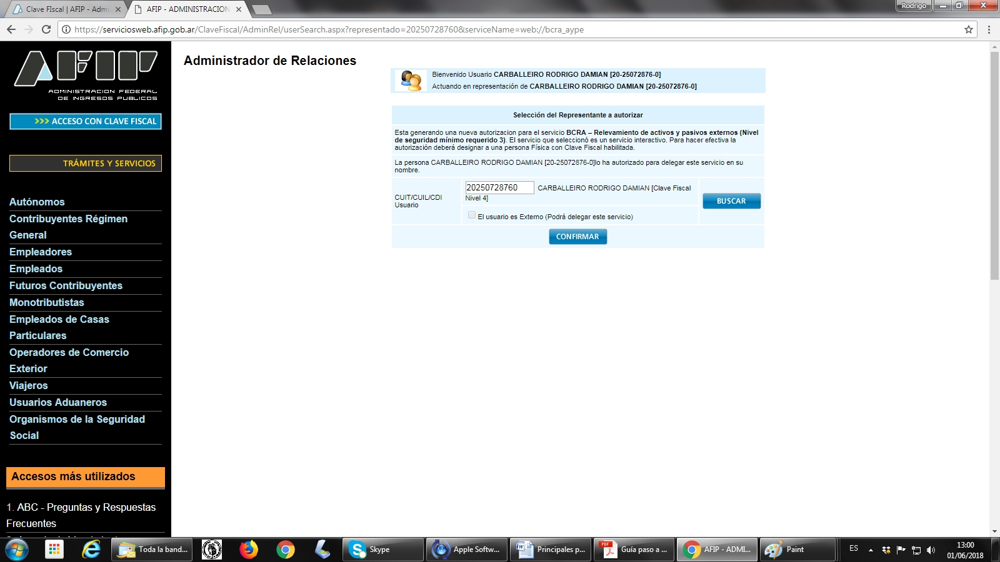 Clave FIscal | AFIP - Admi
AFIP - ADMINISTRACION
Rodrigo
https://serviciosweb.afip.gob.ar/ClaveFiscal/AdminRel/userSearch.aspx?representado=20250728760&serviceName=web://bcra_aype
AFIP
ADMINISTRACION FEDERAL
DE INGRESOS PUBLICOS
>>> ACCESO CON CLAVE FISCAL
TRÁMITES Y SERVICIOS
Autónomos
Contribuyentes Régimen
General
Empleadores
Empleados
Futuros Contribuyentes
Monotributistas
Empleados de Casas
Particulares
Operadores de Comercio
Exterior
Viajeros
Usuarios Aduaneros
Organismos de la Seguridad
Social
Accesos más utilizados
1. ABC - Preguntas y Respuestas
Frecuentes
Administrador de Relaciones
Bienvenido Usuario CARBALLEIRO RODRIGO DAMIAN [20-25072876-0]
Actuando en representación de CARBALLEIRO RODRIGO DAMIAN [20-25072876-0]
Selección del Representante a autorizar
Esta generando una nueva autorizacion para el servicio BCRA – Relevamiento de activos y pasivos externos (Nivel
de seguridad mínimo requerido 3). El servicio que seleccionó es un servicio interactivo. Para hacer efectiva la
autorización deberá designar a una persona Física con Clave Fiscal habilitada.
La persona CARBALLEIRO RODRIGO DAMIAN [20-25072876-0]lo ha autorizado para delegar este servicio en su
nombre.
CUIT/CUIL/CDI
Usuario
20250728760 CARBALLEIRO RODRIGO DAMIAN [Clave Fiscal
Nivel 4]
El usuario es Externo (Podrá delegar este servicio)
BUSCAR
CONFIRMAR
Toda la band...
Skype
Apple Softw...
Principales p...
PDF
Guía paso a ...
AFIP - ADMI...
Paint
ES
13:00
01/06/2018